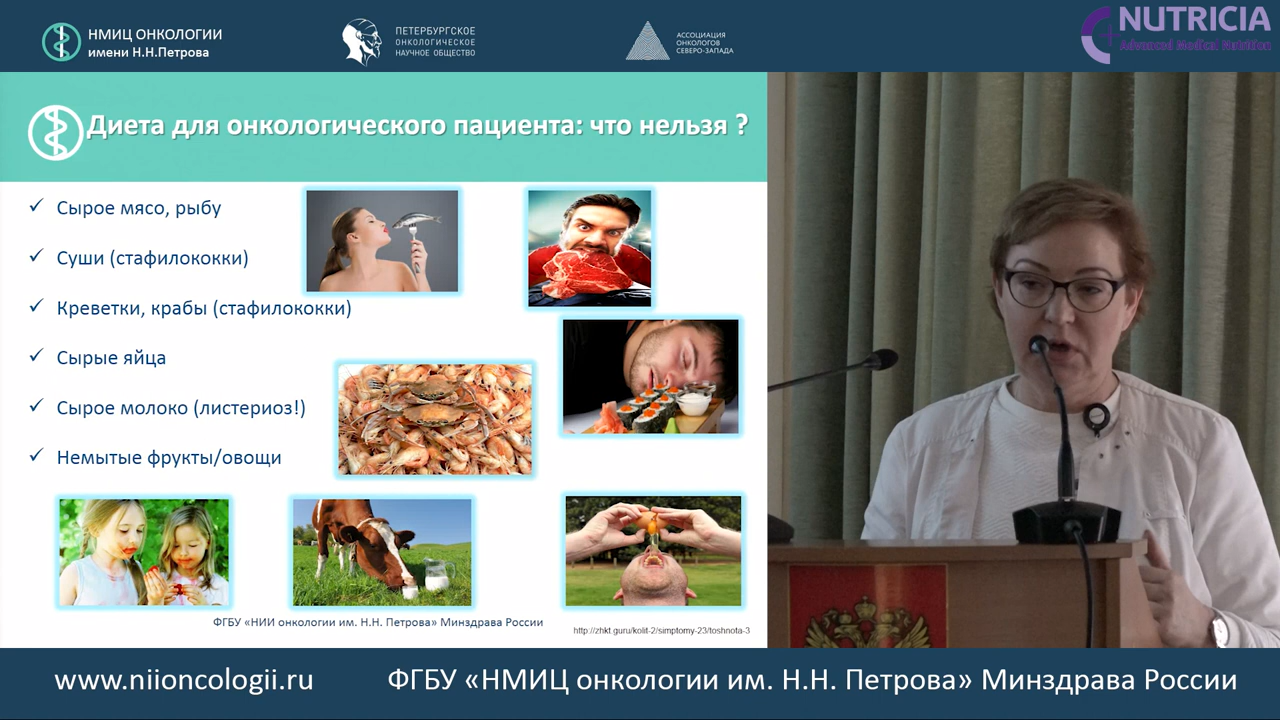 НМИЦ ОНКОЛОГИИ
имени Н.Н.Петрова
ПЕТЕРБУРГСКОЕ
ОНКОЛОГИЧЕСКОЕ
НАУЧНОЕ ОБЩЕСТВО
АССОЦИАЦИЯ
ОНКОЛОГОВ
СЕВЕРО-ЗАПАДА
NUTRICIA
Advanced Medical Nutrition
Диета для онкологического пациента: что нельзя ?
✓ Сырое мясо, рыбу
✓ Суши (стафилококки)
✓ Креветки, крабы (стафилококки)
✓ Сырые яйца
✓ Сырое молоко (листериоз!)
✓ Немытые фрукты/овощи
ФГБУ «НИИ онкологии им. Н.Н. Петрова» Минздрава России
http://zhkt.guru/kolit-2/simptomy-23/toshnota-3
www.niioncologii.ru
ФГБУ «НМИЦ онкологии им. Н.Н. Петрова» Минздрава России